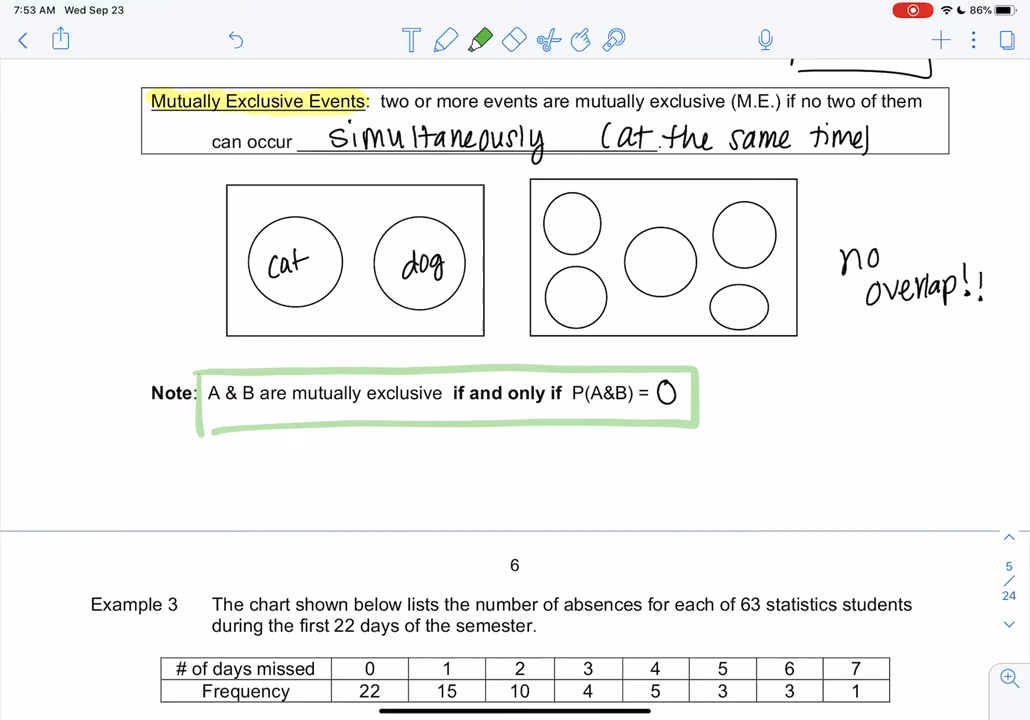 7:53 AM Wed Sep 23
86%
Mutually Exclusive Events: two or more events are mutually exclusive (M.E.) if no two of them
can occur simultaneously (at the same time)
cat dog
no
overlap!!
Note: A & B are mutually exclusive if and only if P(A&B) = 0
5
/
24
6
Example 3 The chart shown below lists the number of absences for each of 63 statistics students
during the first 22 days of the semester.
# of days missed 0 1 2 3 4 5 6 7
Frequency 22 15 10 4 5 3 3 1